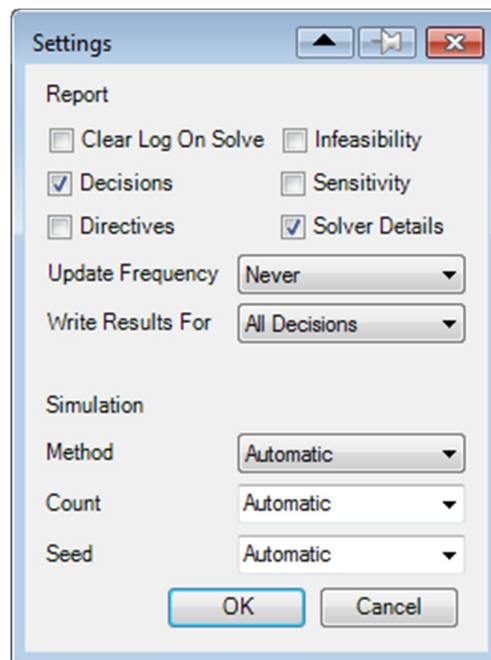 Settings
Report
Clear Log On Solve Infeasibility
Decisions Sensitivity
Directives Solver Details
Update Frequency Never
Write Results For All Decisions
Simulation
Method Automatic
Count Automatic
Seed Automatic
OK Cancel